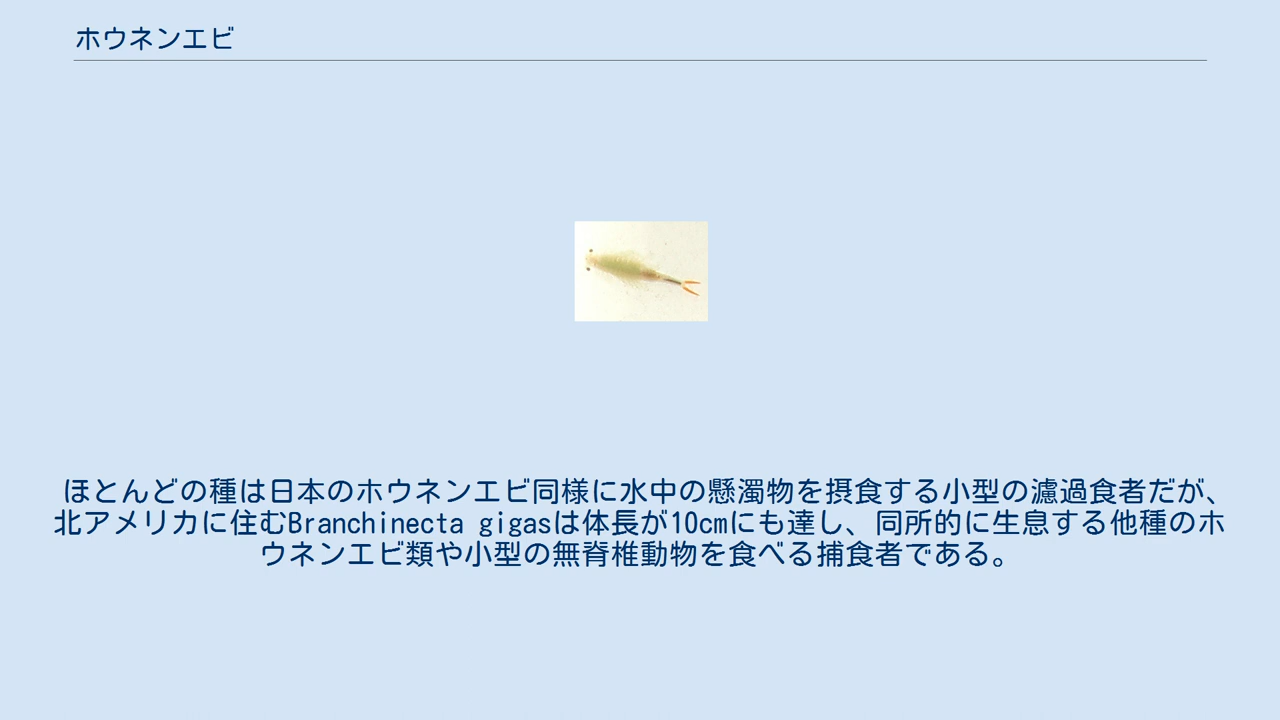 ホウネンエビ
ほとんどの種は日本のホウネンエビ同様に水中の懸濁物を摂食する小型の濾過食者だが、
北アメリカに住むBranchinecta gigasは体長が10cmにも達し、同所的に生息する他種のホ
ウネンエビ類や小型の無脊椎動物を食べる捕食者である。